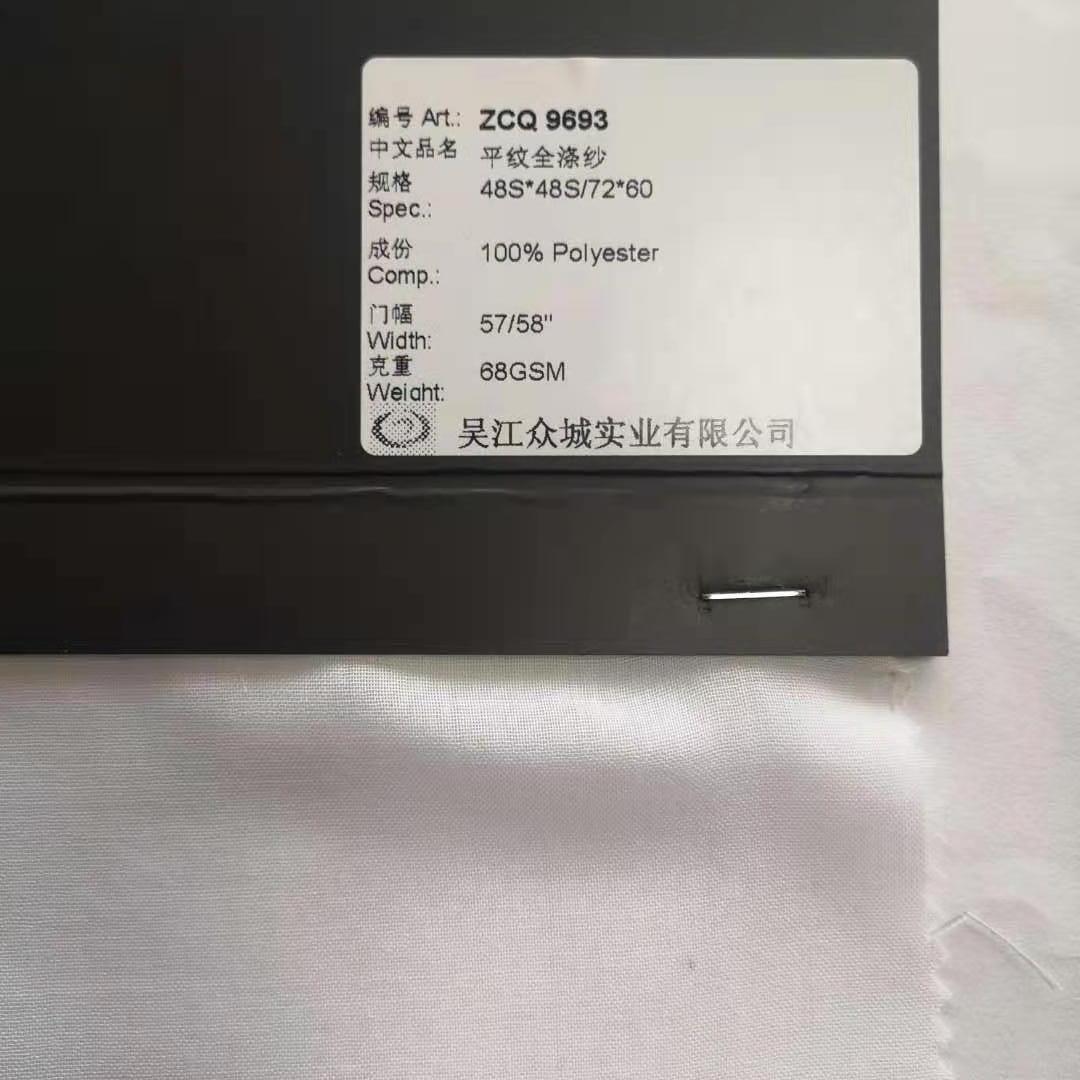 编号 Art.: ZCQ 9693
中文品名 平纹全涤纱
规格 48S*48S/72*60
Spec.:
成份 100% Polyester
Comp.:
门幅 57/58"
Width:
克重 68GSM
Weight:
吴江众城实业有限公司